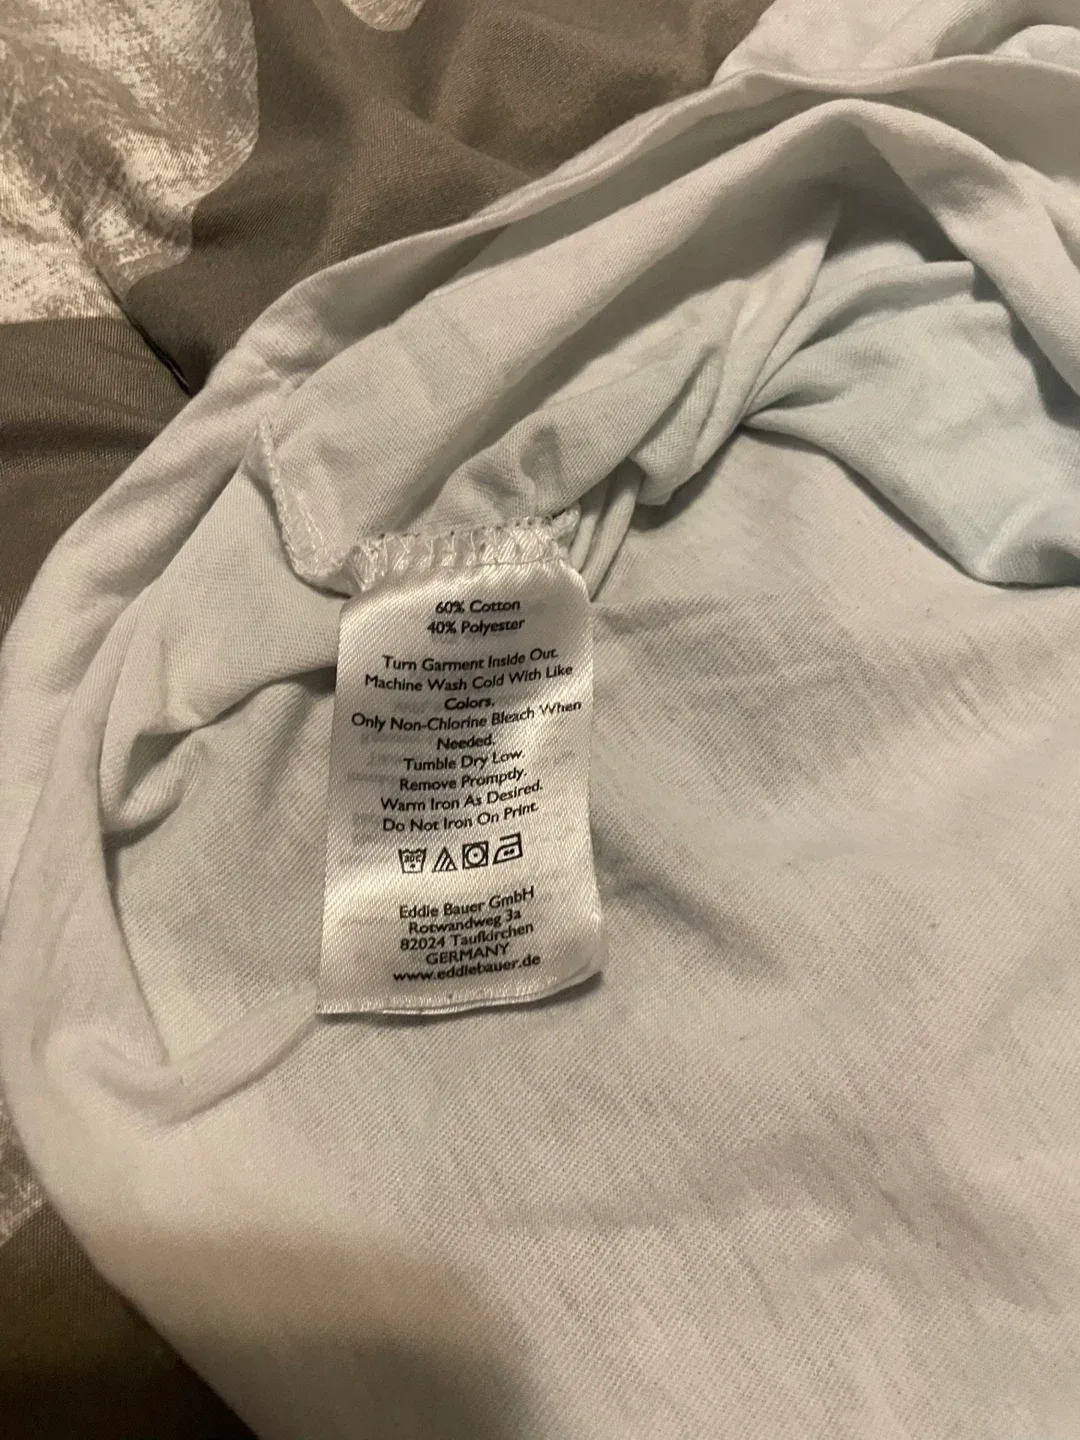 60% Cotton
40% Polyester
Turn Garment Inside Out.
Machine Wash Cold With Like
Colors.
Only Non-Chlorine Bleach When
Needed.
Tumble Dry Low.
Remove Promptly.
Warm Iron As Desired.
Do Not Iron On Print.
Eddie Bauer GmbH
Rotwandweg 3a
82024 Taufkirchen
GERMANY
www.eddiebauer.de